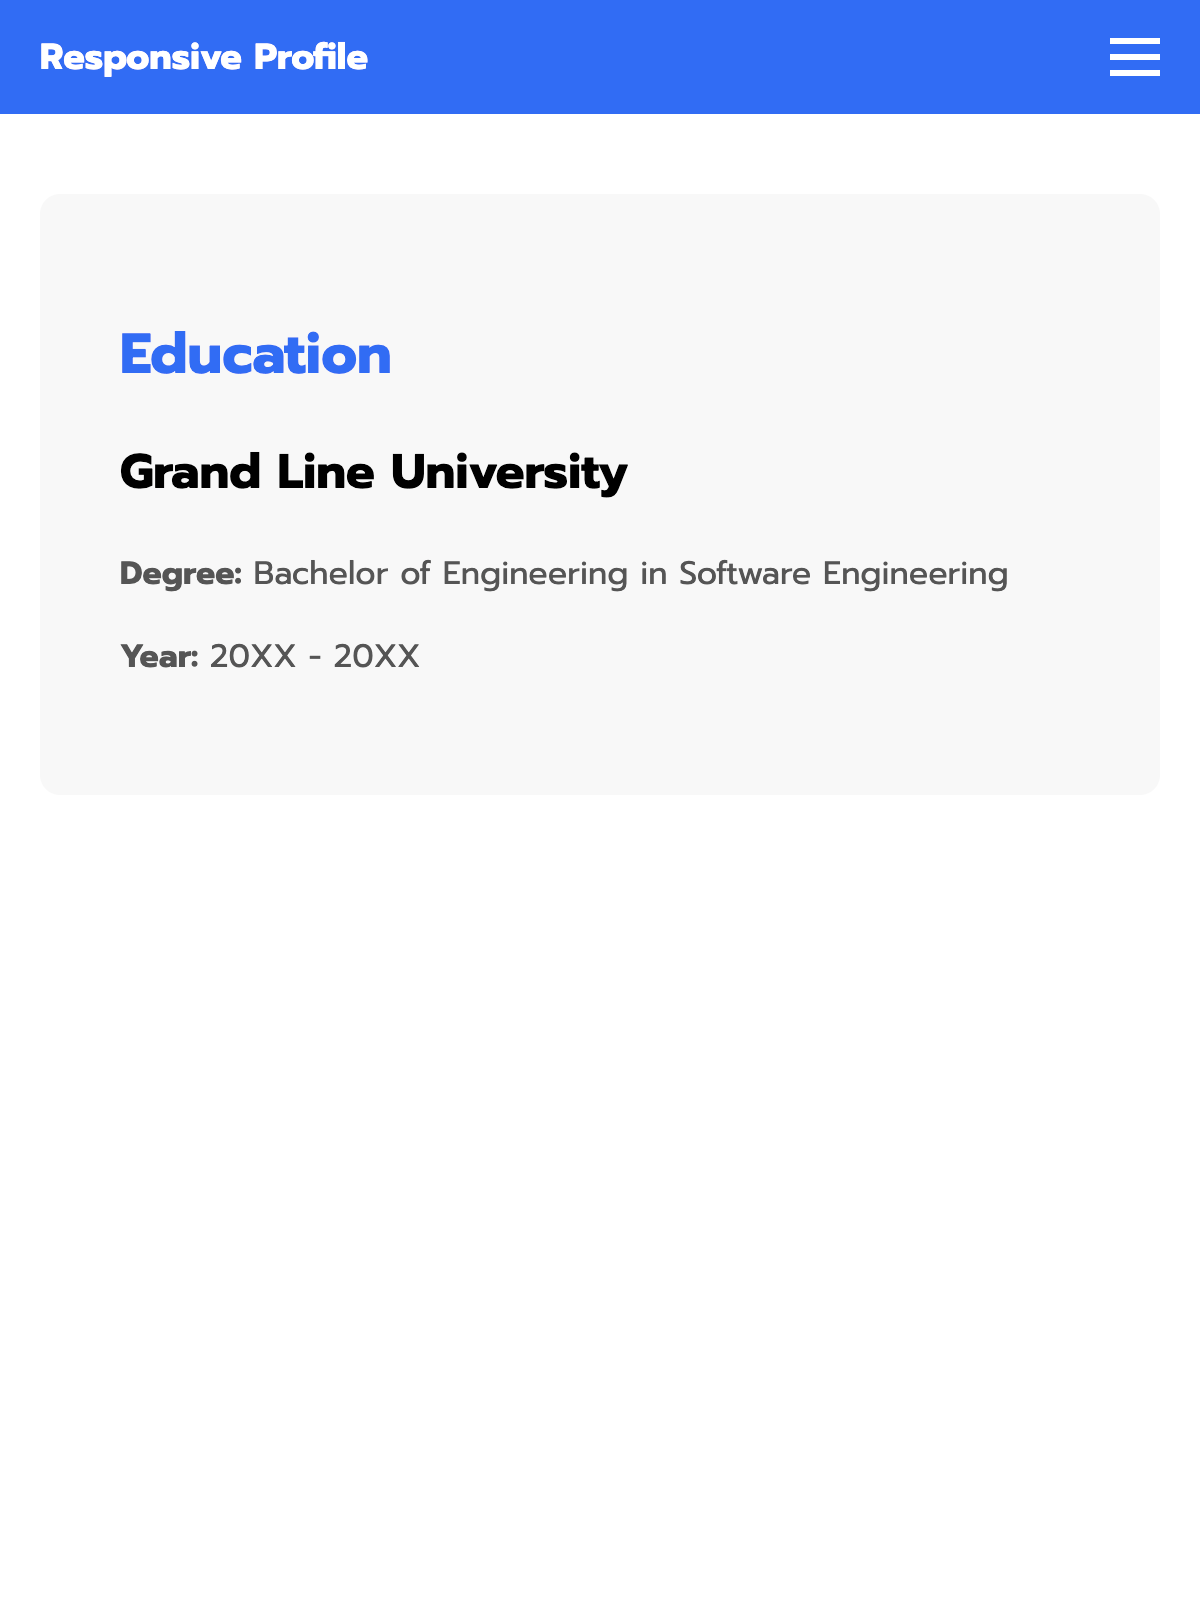 Responsive Profile
Education
Grand Line University
Degree: Bachelor of Engineering in Software Engineering
Year: 20XX - 20XX